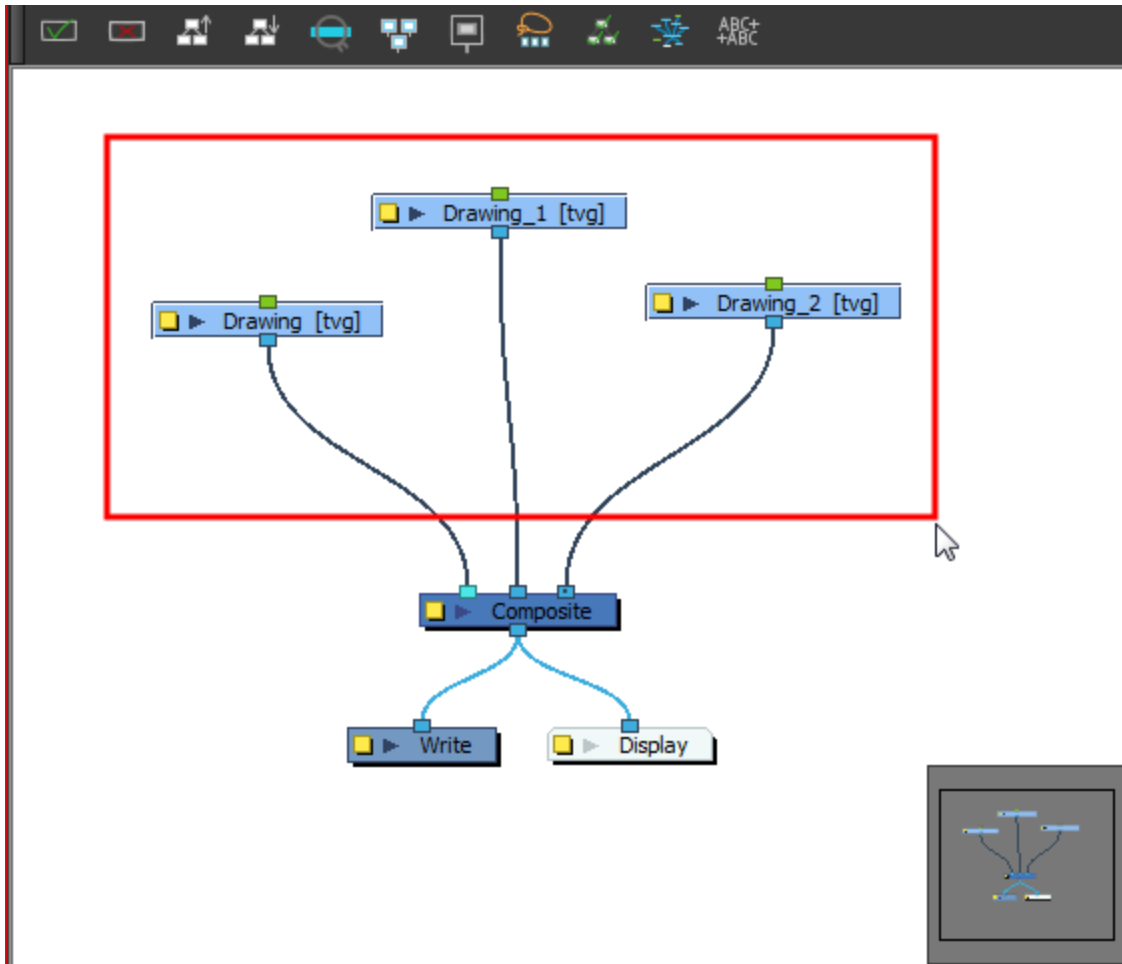 ABC+
+ABC
Drawing_1 [tvg]
Drawing_2 [tvg]
Drawing [tvg]
Composite
Write
Display